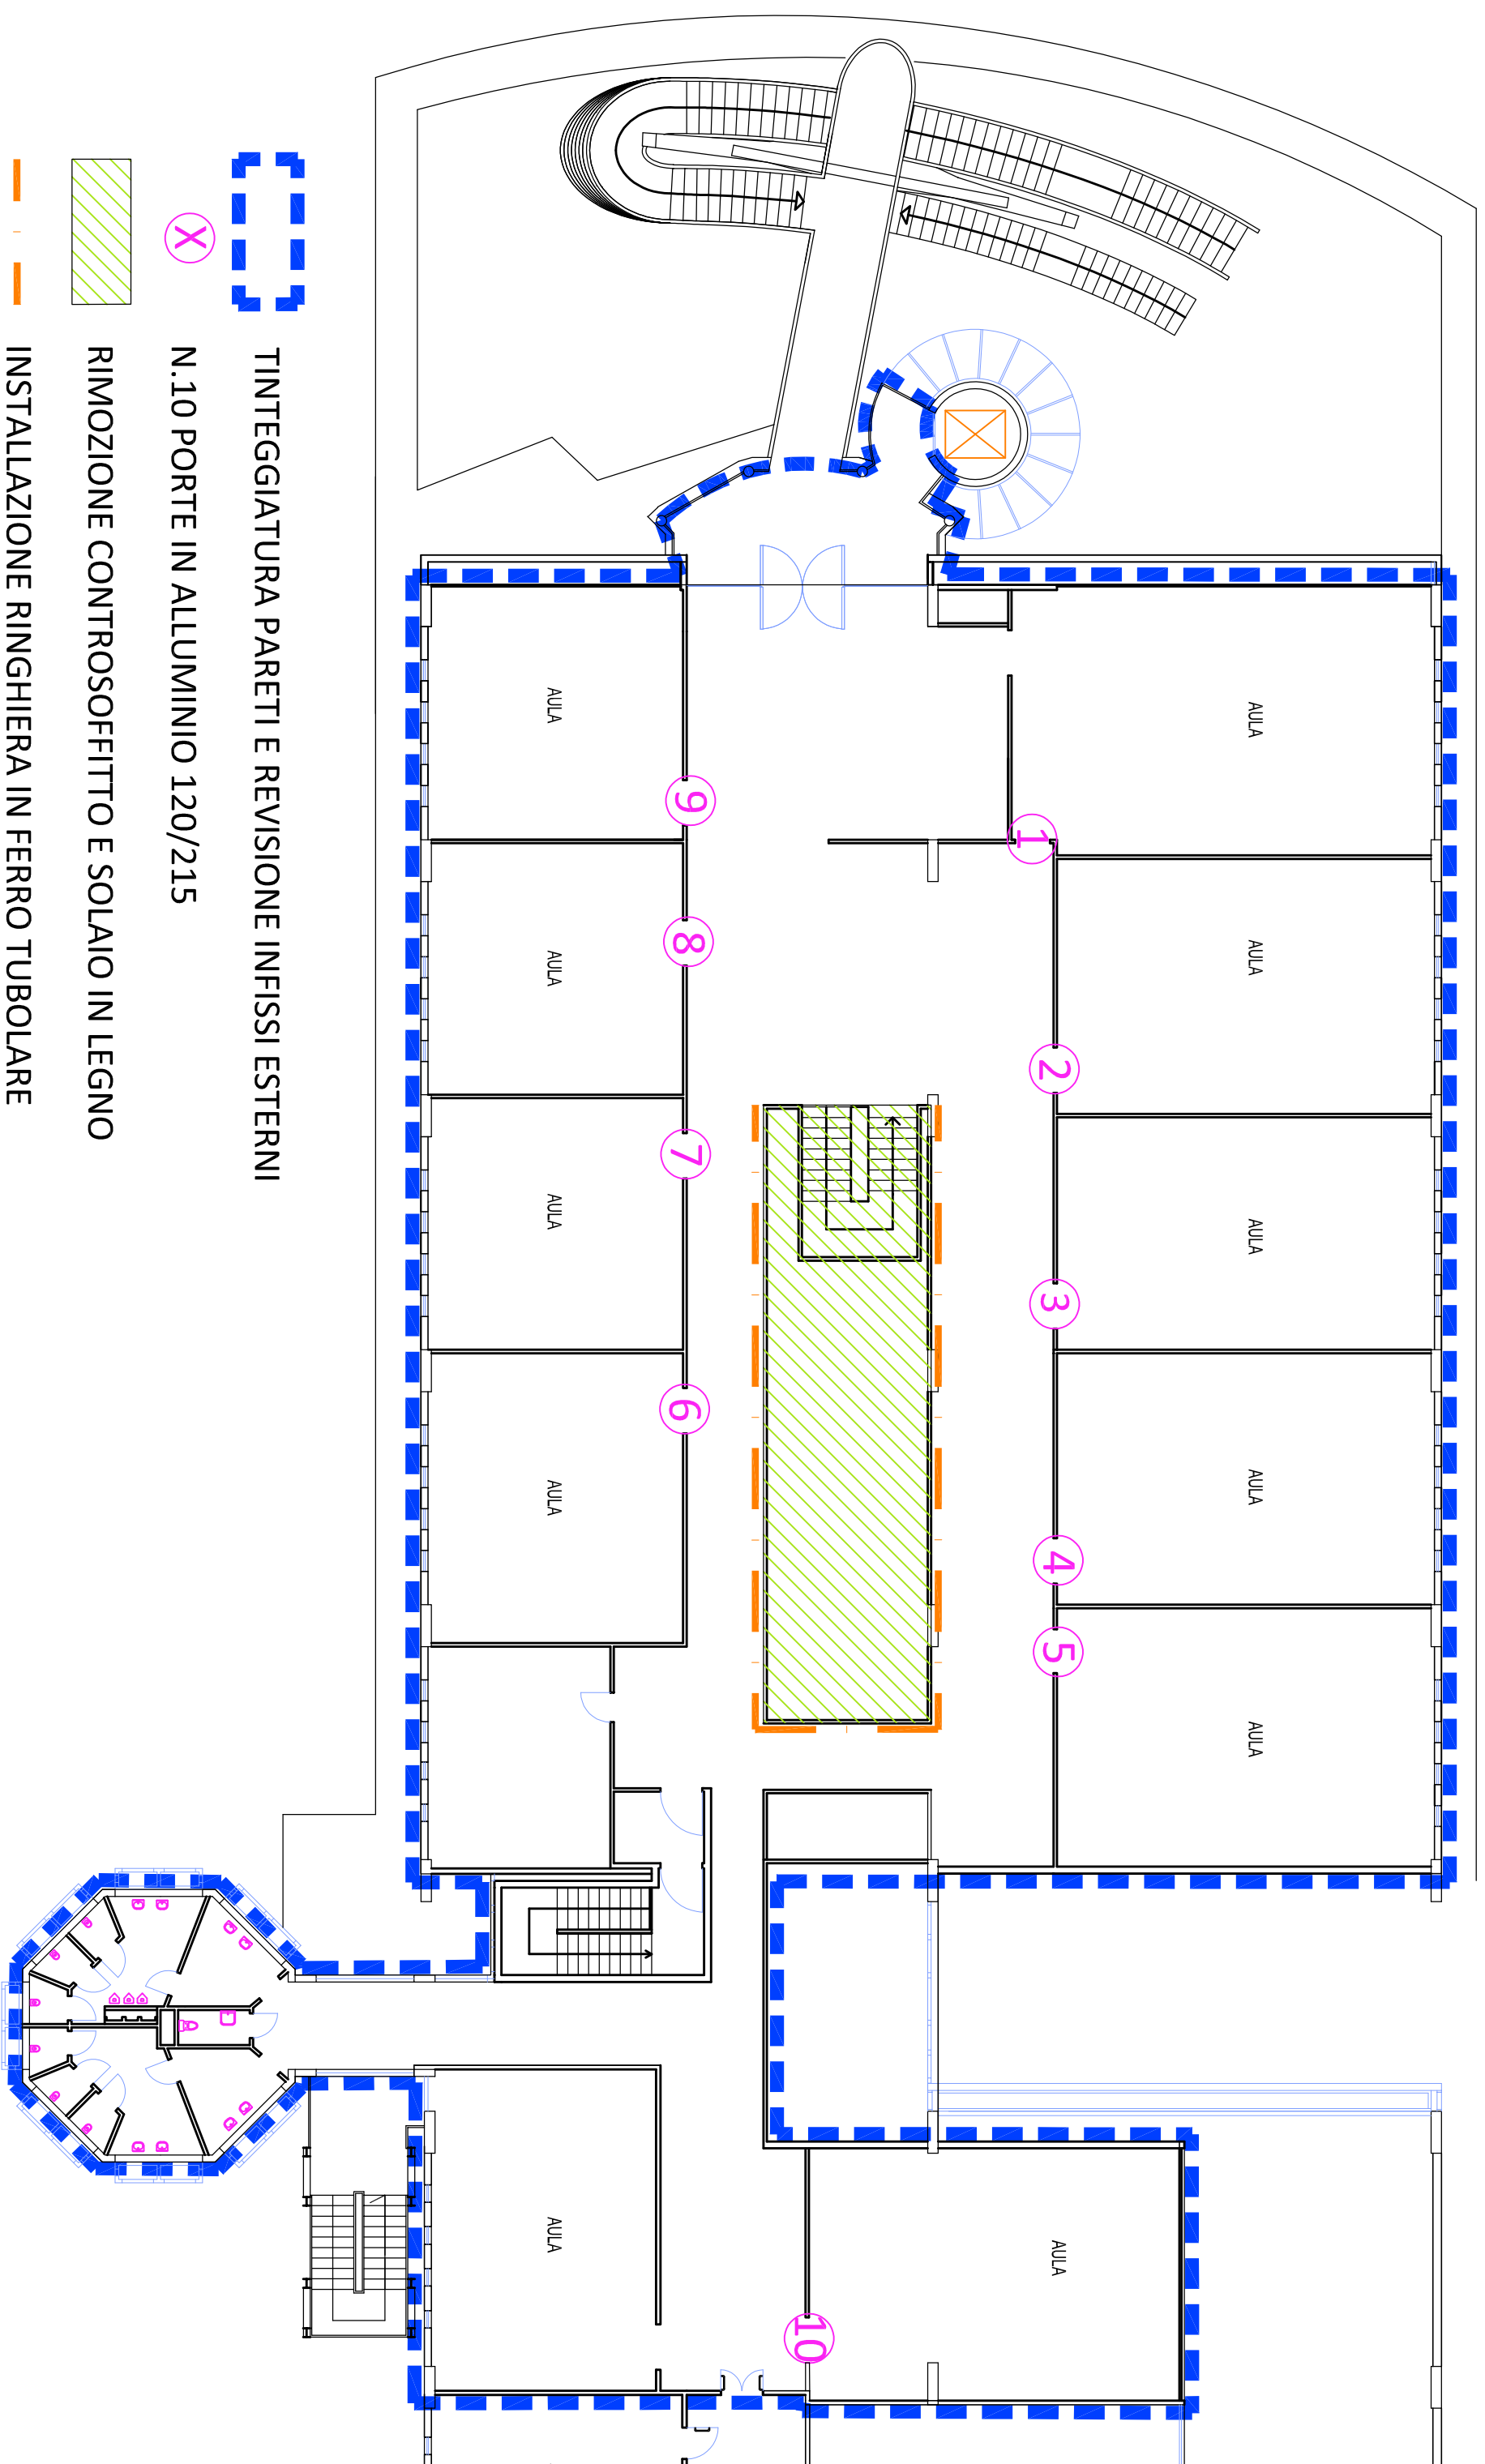 TINTEGGIATURA PARETI E REVISIONE INFISSI ESTERNI
X
N.10 PORTE IN ALLUMINIO 120/215
RIMOZIONE CONTROSOFFITTO E SOLAIO IN LEGNO
INSTALLAZIONE RINGHIERA IN FERRO TUBOLARE
AULA
AULA
AULA
AULA
AULA
1
2
3
4
5
9
8
7
6
AULA
AULA
AULA
AULA
AULA
AULA
10